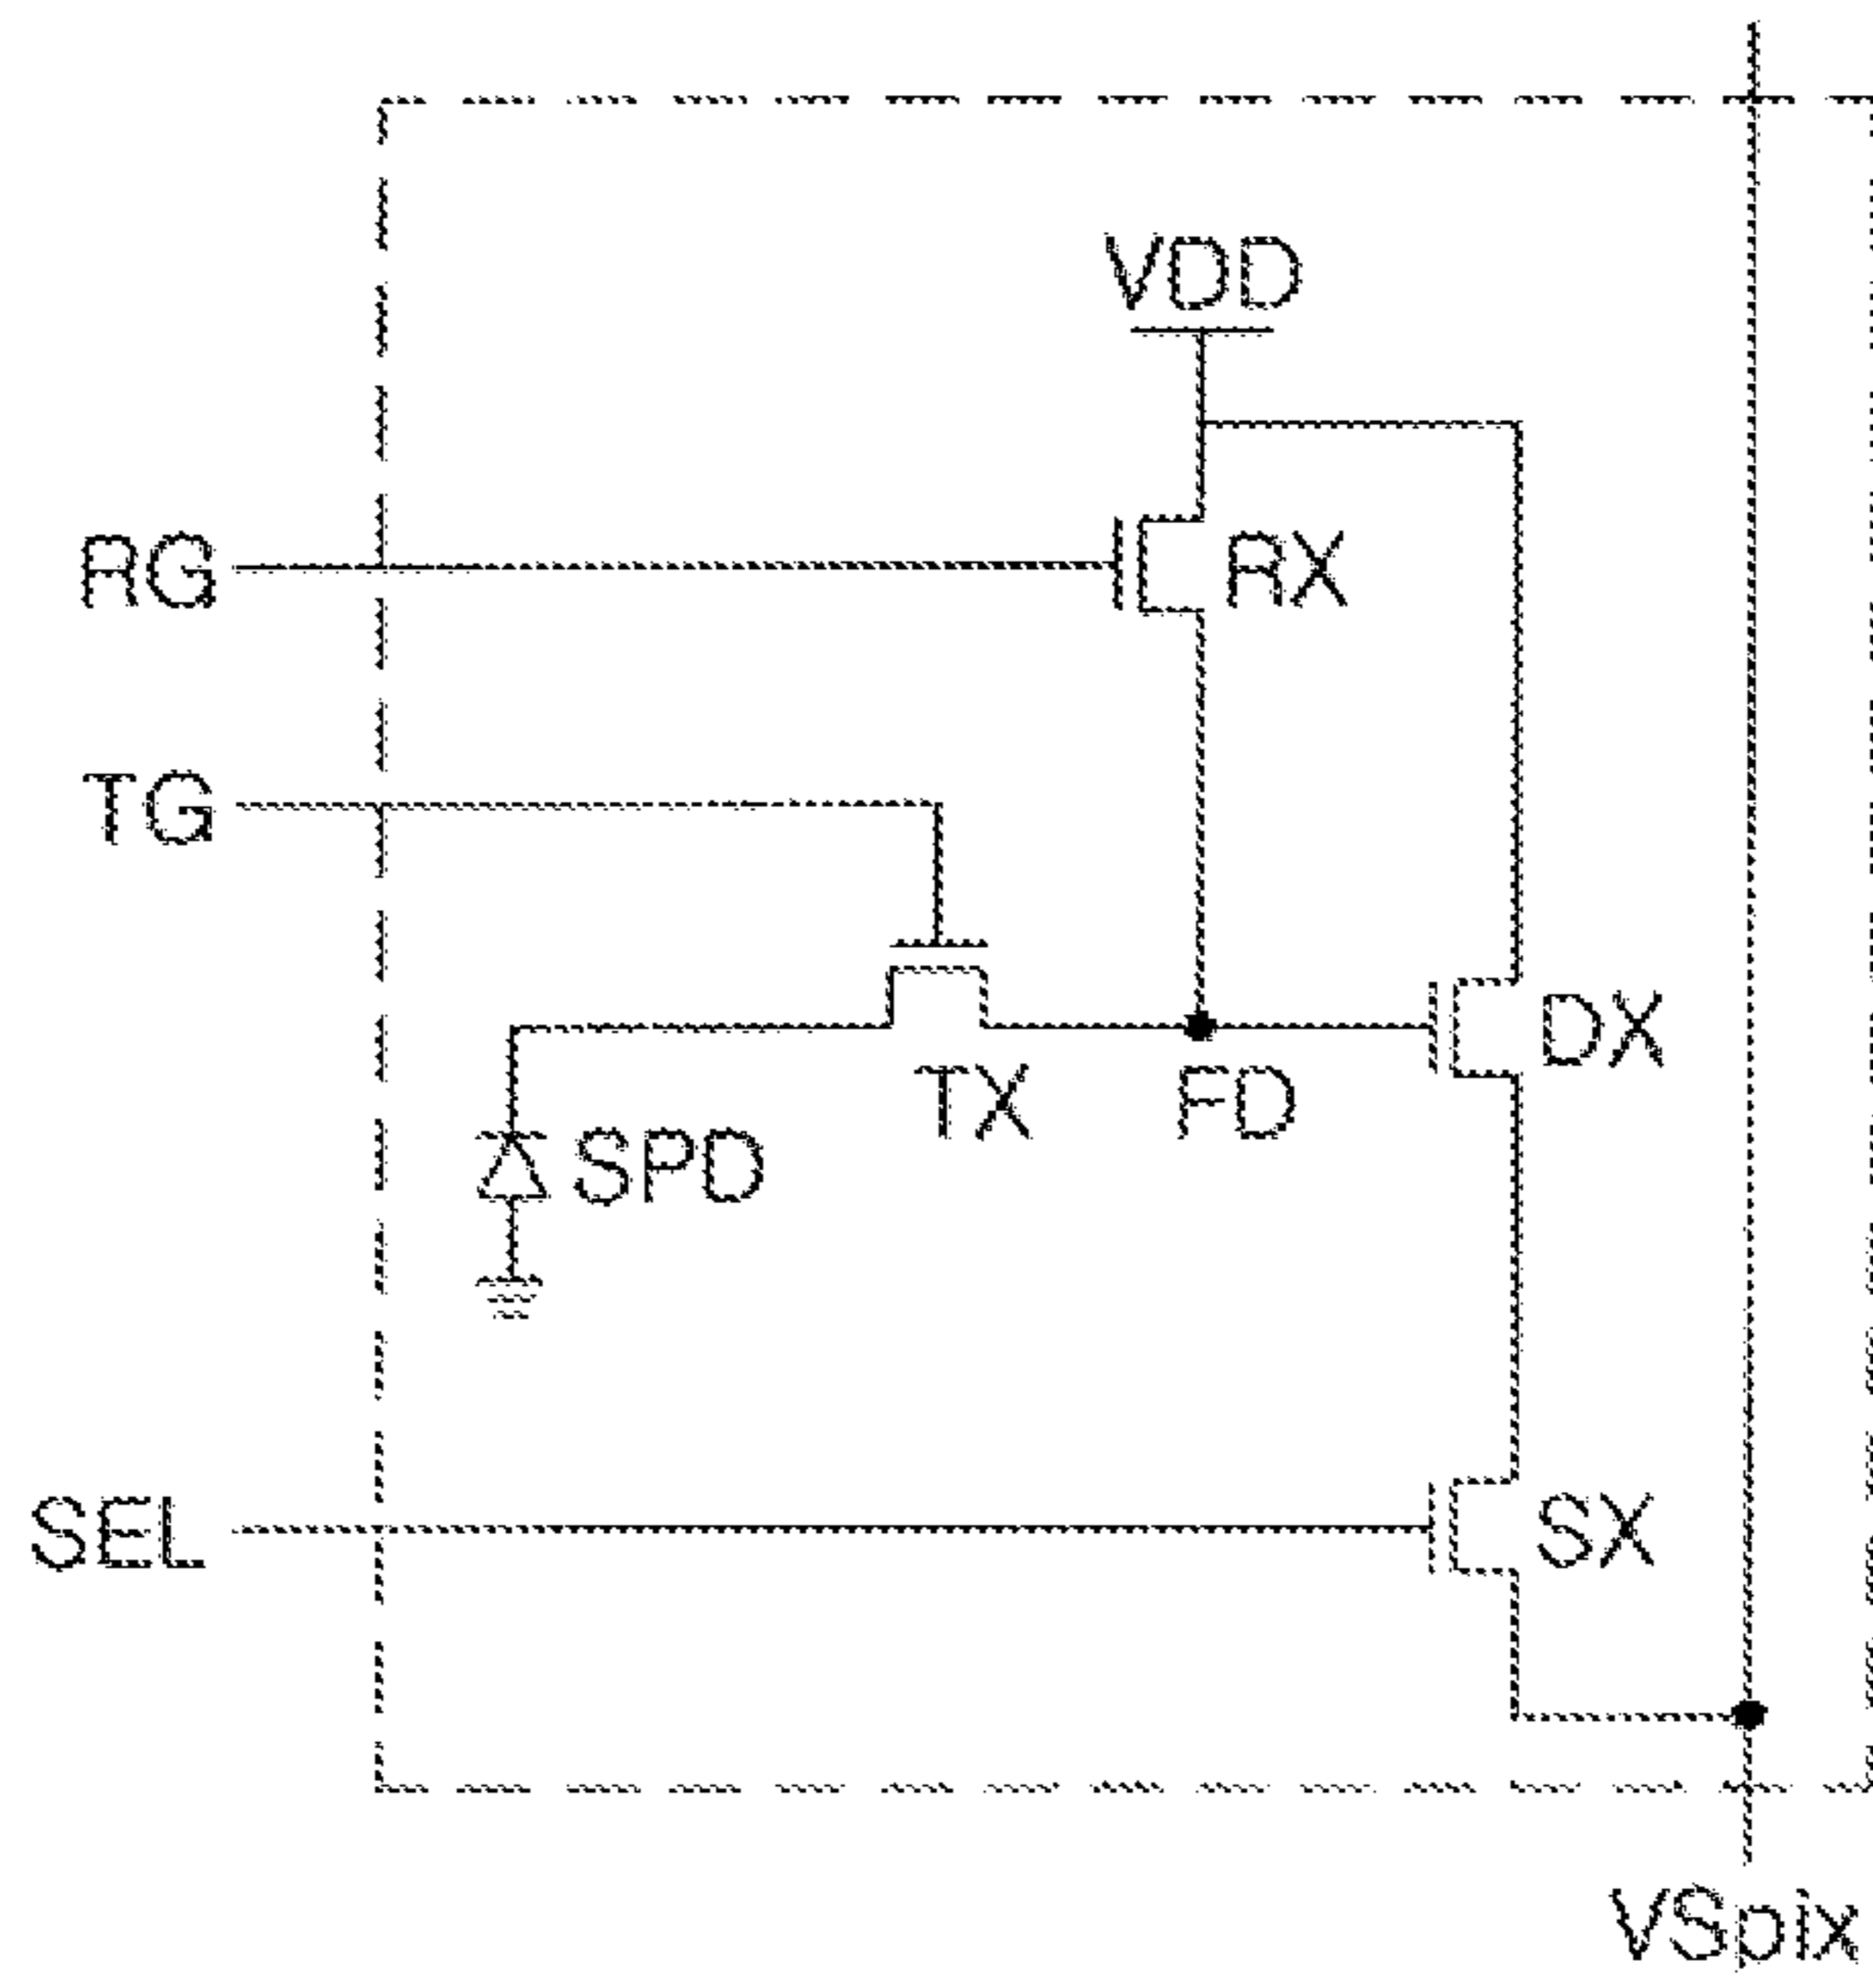 VDD
RG
RX
TG
DX
TX
FD
SPD
SEL
SX
VSpix